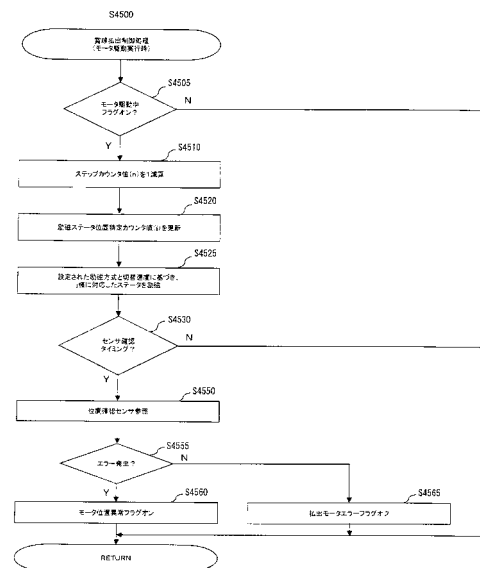 S4500
賞球払出制御処理
(モータ駆動実行時)
S4505
モータ駆動中
フラグオン?
N
Y
S4510
ステップカウンタ値(n)を1減算
S4520
励磁ステータ位置特定カウンタ値(j)を更新
S4525
設定された励磁方式と切替速度に基づき、
j値に対応したステータを励磁
S4530
センサ確認
タイミング?
N
Y
S4550
位置確認センサ参照
S4555
エラー発生?
N
Y
S4560
モータ位置異常フラグオン
S4565
払出モータエラーフラグオフ
RETURN